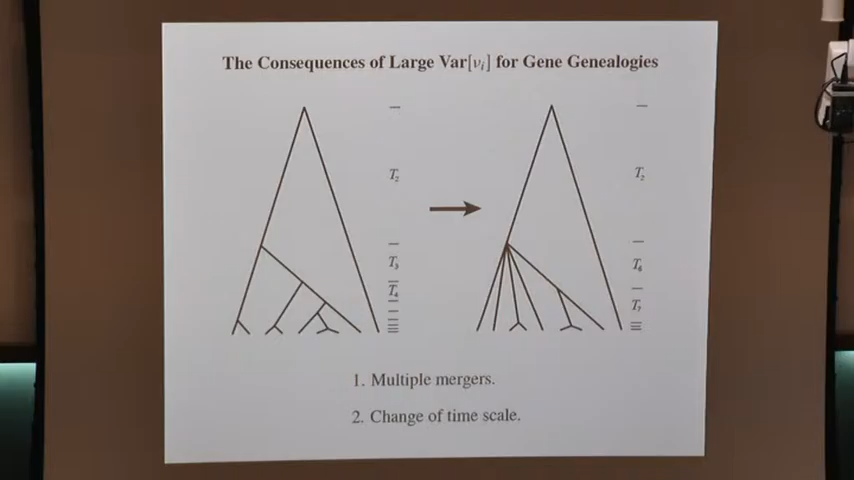 The Consequences of Large Var[νᵢ] for Gene Genealogies
T₂
T₂
T₃
T₄
T₆
T₇
1. Multiple mergers.
2. Change of time scale.